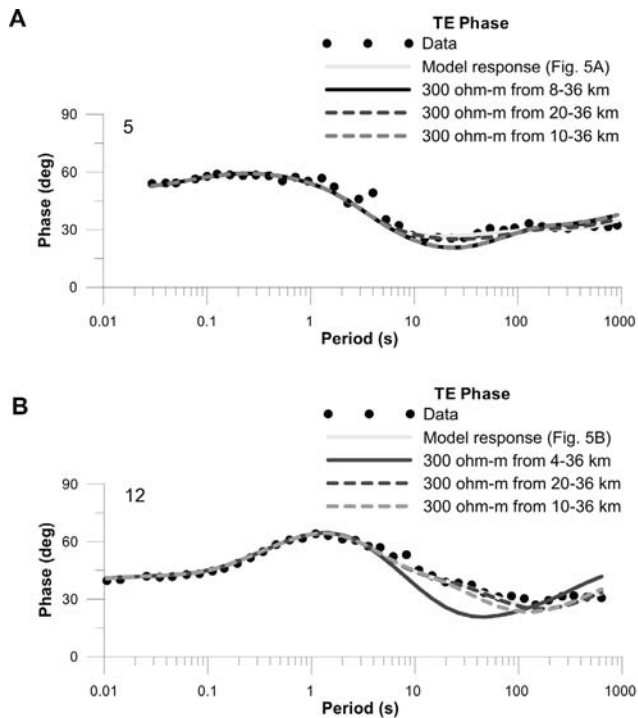 A
TE Phase
Data
Model response (Fig. 5A)
300 ohm-m from 8-36 km
300 ohm-m from 20-36 km
300 ohm-m from 10-36 km
90
5
60
30
0
Phase (deg)
0.01 0.1 1 10 100 1000
Period (s)
B
TE Phase
Data
Model response (Fig. 5B)
300 ohm-m from 4-36 km
300 ohm-m from 20-36 km
300 ohm-m from 10-36 km
90
12
60
30
0
Phase (deg)
0.01 0.1 1 10 100 1000
Period (s)